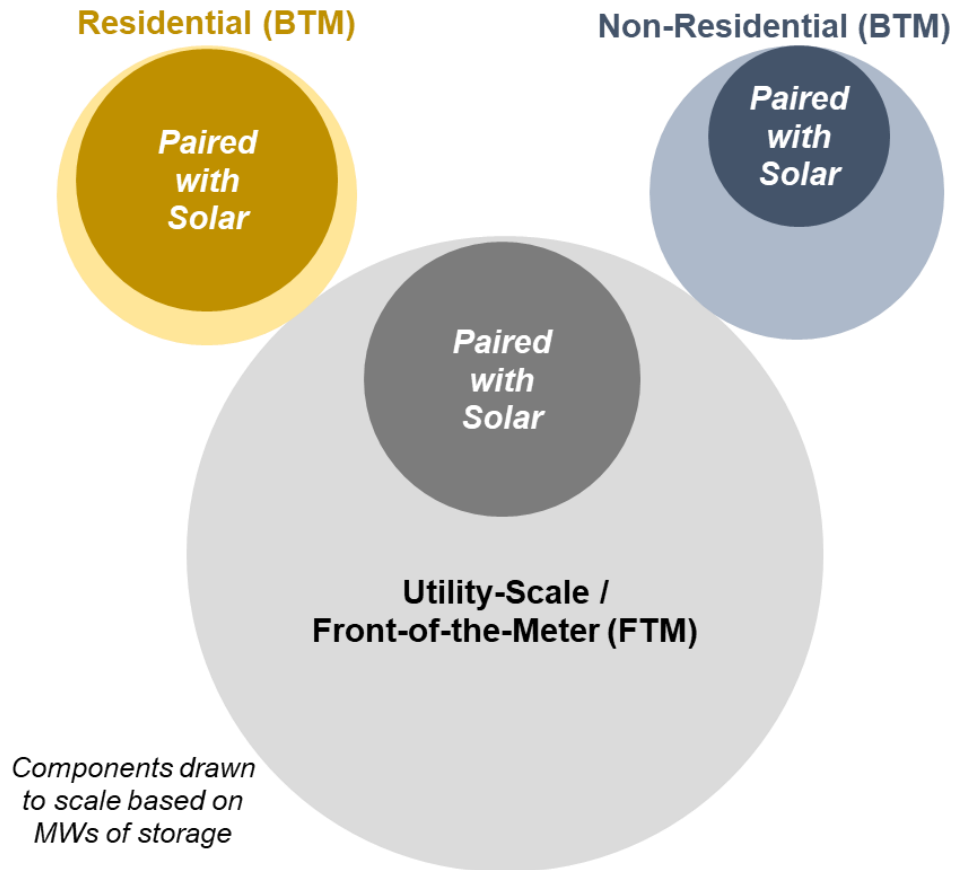 Residential (BTM)
Non-Residential (BTM)
Paired
with
Solar
Paired
with
Solar
Paired
with
Solar
Utility-Scale /
Front-of-the-Meter (FTM)
Components drawn
to scale based on
MWs of storage